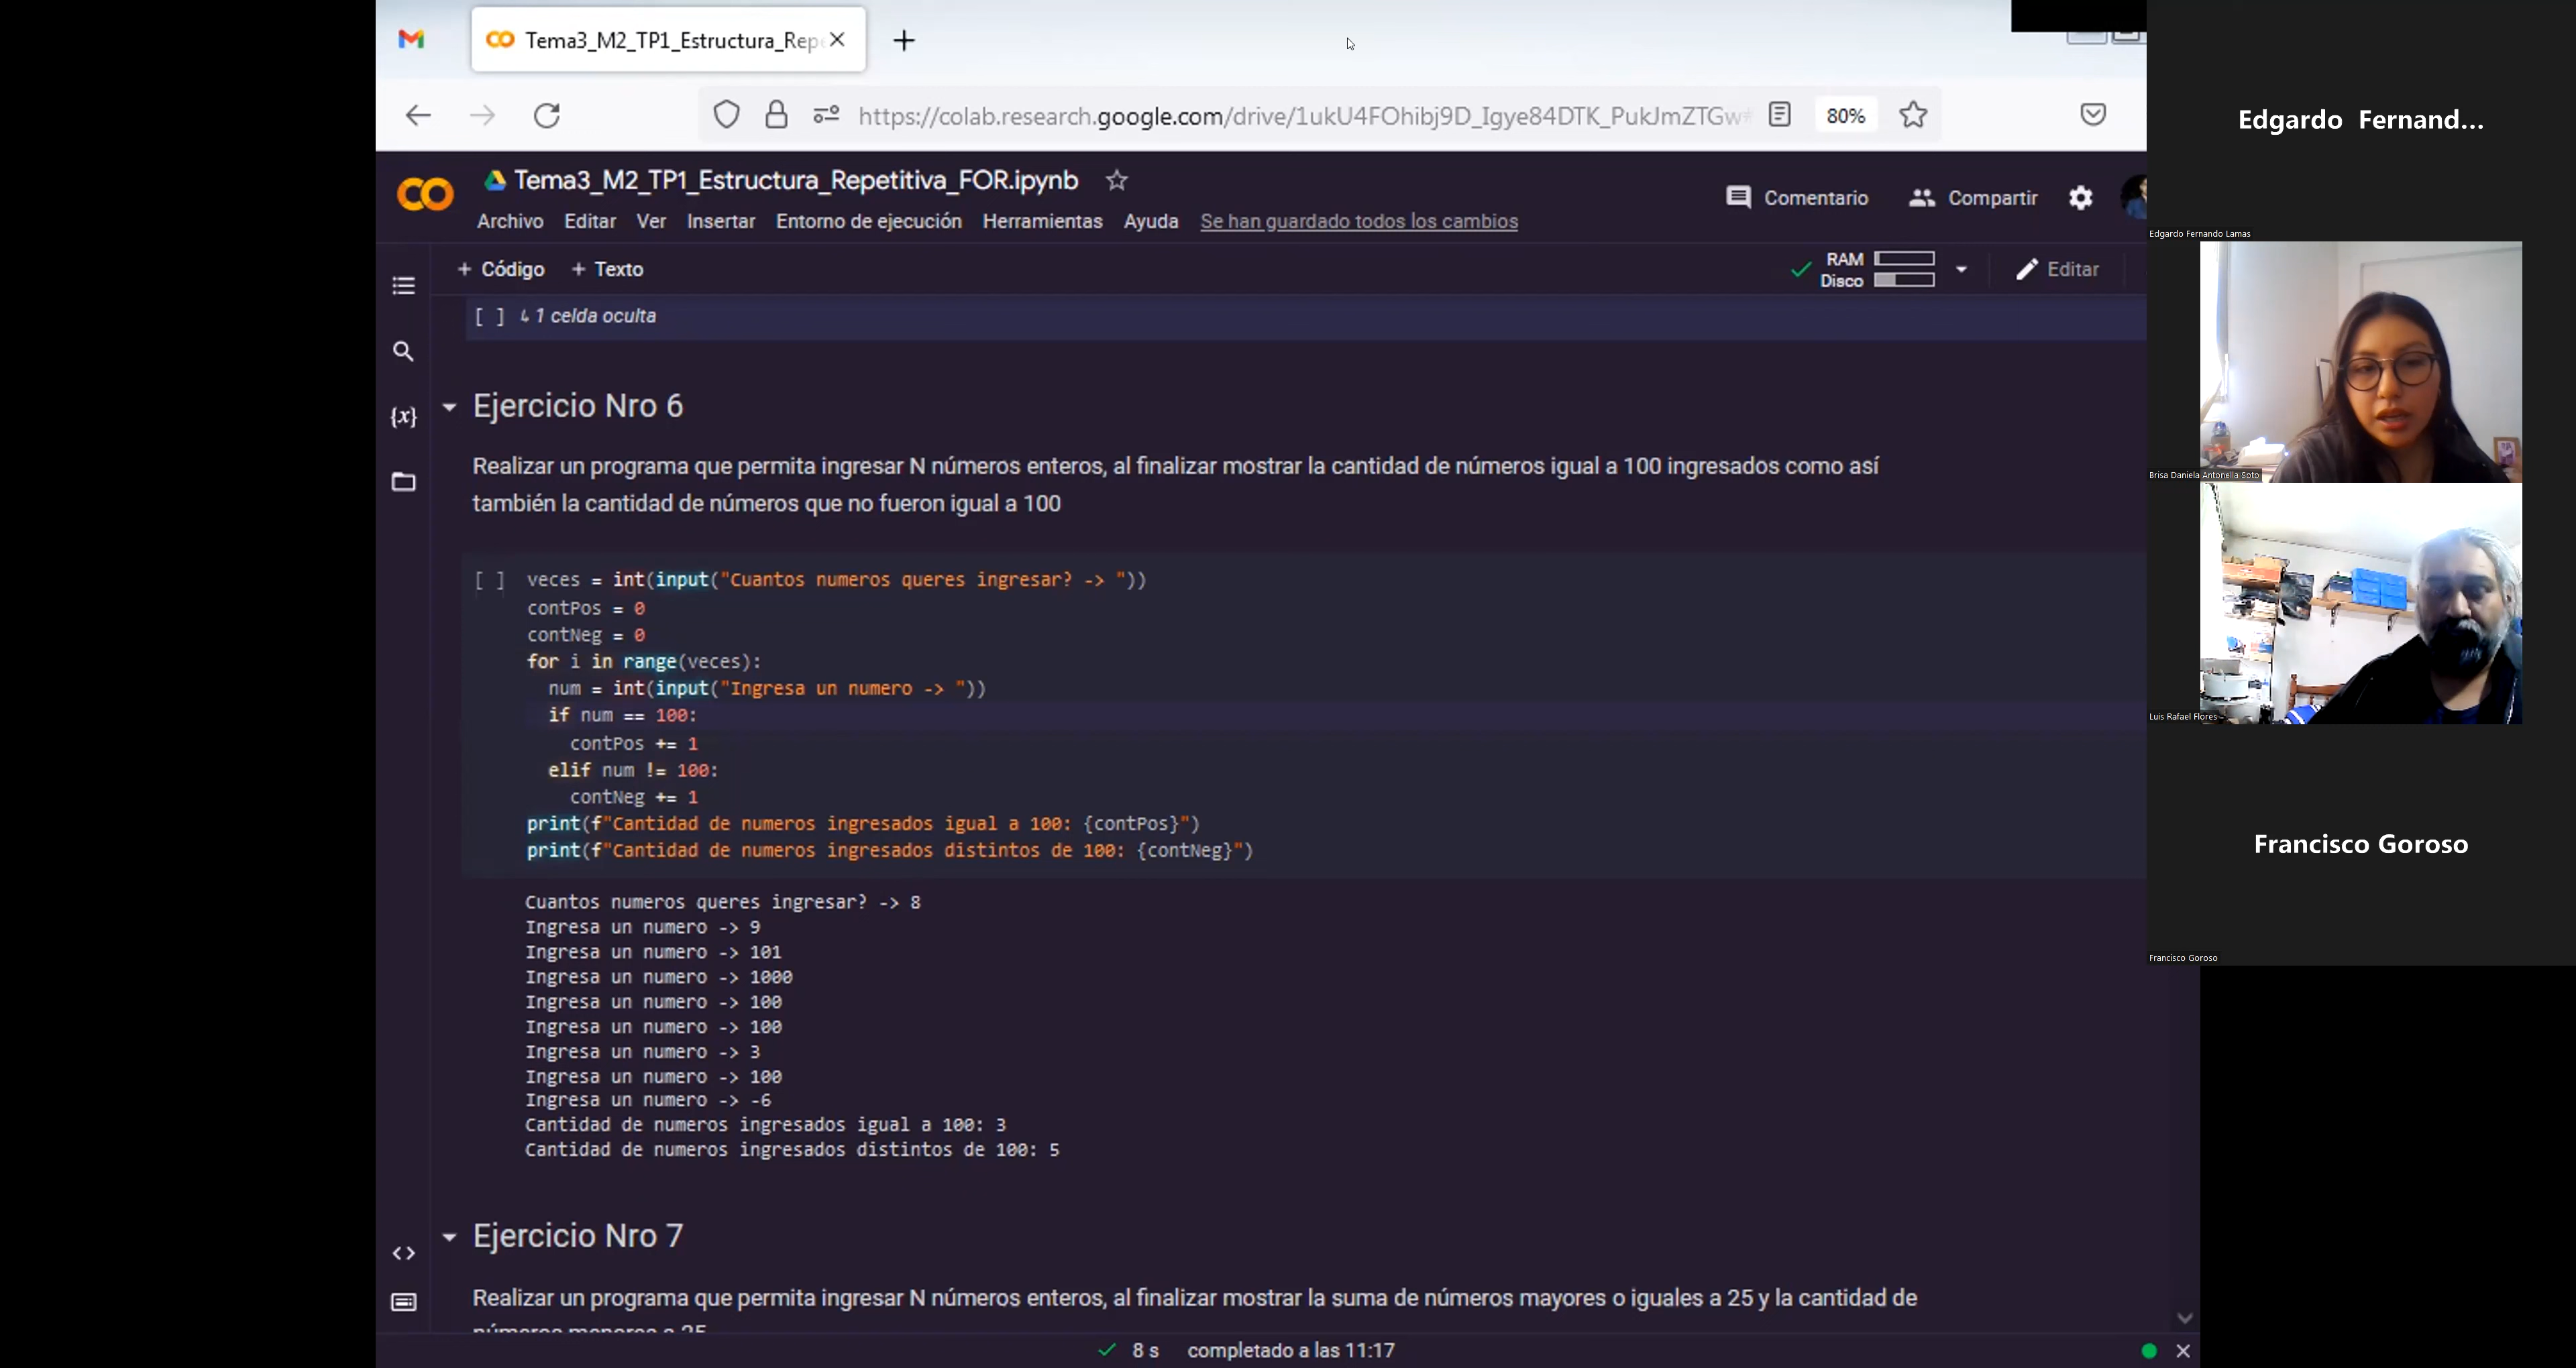 Tema3_M2_TP1_Estructura_Rep
https://colab.research.google.com/drive/1ukU4FOhibj9D_Igye84DTK_PukJmZTGw#
80%
Tema3_M2_TP1_Estructura_Repetitiva_FOR.ipynb
Comentario
Compartir
Archivo Editar Ver Insertar Entorno de ejecución Herramientas Ayuda Se han guardado todos los cambios
+ Código + Texto
RAM
Disco
Editar
[ ] ↳ 1 celda oculta
Ejercicio Nro 6
Realizar un programa que permita ingresar N números enteros, al finalizar mostrar la cantidad de números igual a 100 ingresados como así
también la cantidad de números que no fueron igual a 100
[ ] veces = int(input("Cuantos numeros queres ingresar? -> "))
contPos = 0
contNeg = 0
for i in range(veces):
num = int(input("Ingresa un numero -> "))
if num == 100:
contPos += 1
elif num != 100:
contNeg += 1
print(f"Cantidad de numeros ingresados igual a 100: {contPos}")
print(f"Cantidad de numeros ingresados distintos de 100: {contNeg}")
Cuantos numeros queres ingresar? -> 8
Ingresa un numero -> 9
Ingresa un numero -> 101
Ingresa un numero -> 1000
Ingresa un numero -> 100
Ingresa un numero -> 100
Ingresa un numero -> 3
Ingresa un numero -> 100
Ingresa un numero -> -6
Cantidad de numeros ingresados igual a 100: 3
Cantidad de numeros ingresados distintos de 100: 5
Ejercicio Nro 7
Realizar un programa que permita ingresar N números enteros, al finalizar mostrar la suma de números mayores o iguales a 25 y la cantidad de
números menores a 25
8 s completado a las 11:17
Edgardo Fernand...
Edgardo Fernando Lamas
Brisa Daniela Antonella Soto
Luis Rafael Flores
Francisco Goroso
Francisco Goroso